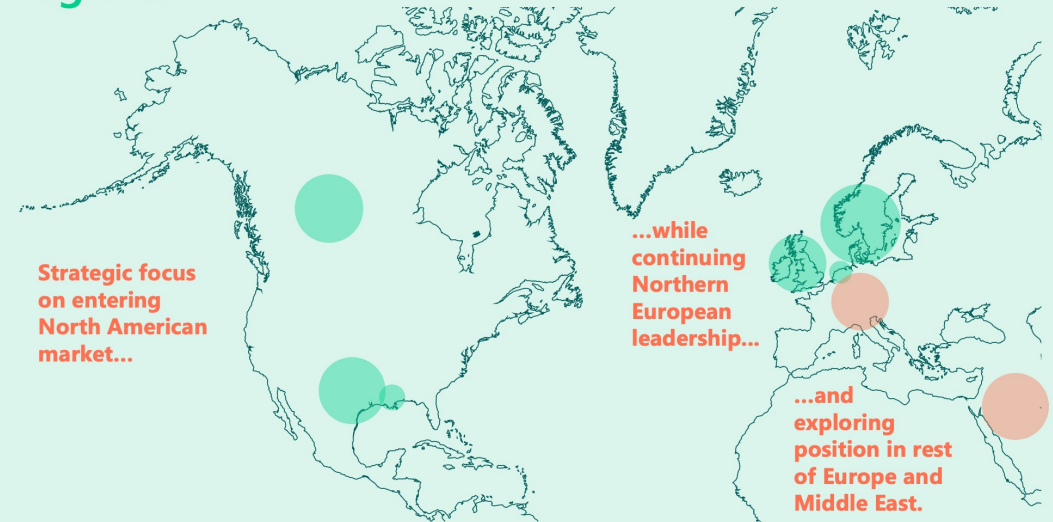 Strategic focus
on entering
North American
market...
...while
continuing
Northern
European
leadership...
...and
exploring
position in rest
of Europe and
Middle East.